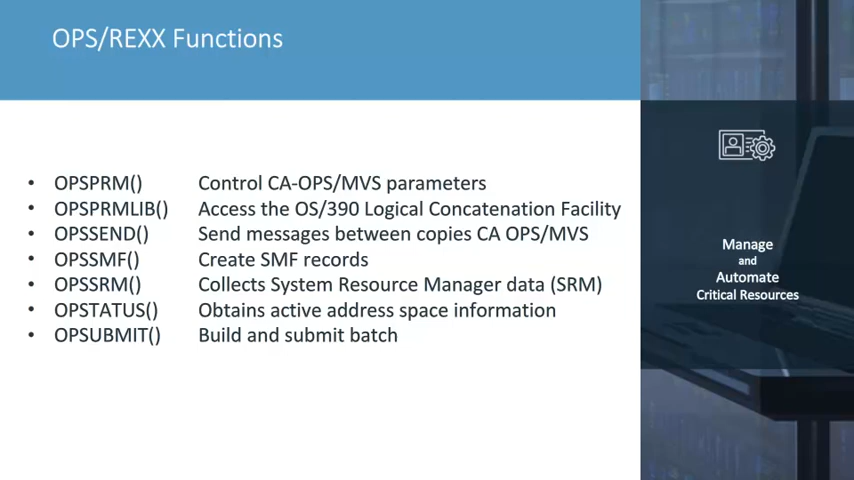 OPS/REXX Functions
• OPSPRM() Control CA-OPS/MVS parameters
• OPSPRMLIB() Access the OS/390 Logical Concatenation Facility
• OPSSEND() Send messages between copies CA OPS/MVS
• OPSSMF() Create SMF records
• OPSSRM() Collects System Resource Manager data (SRM)
• OPSTATUS() Obtains active address space information
• OPSUBMIT() Build and submit batch
Manage
and
Automate
Critical Resources